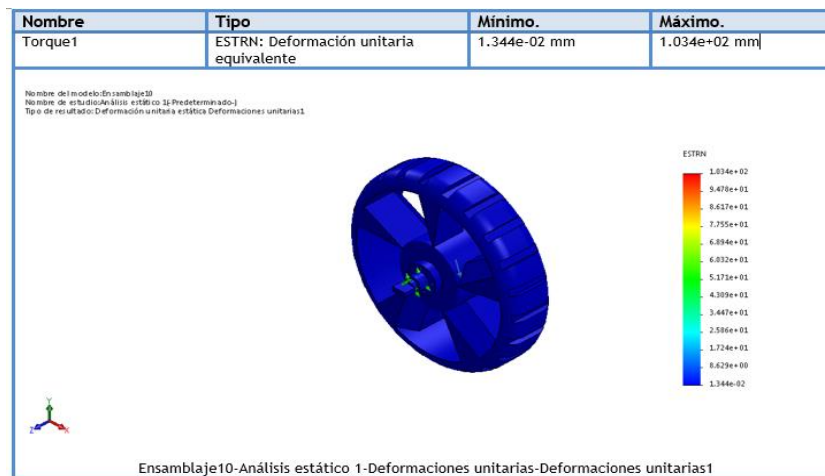 Nombre Tipo Mínimo. Máximo.
Torque1 ESTRN: Deformación unitaria equivalente 1.344e-02 mm 1.034e+02 mm
Nombre del modelo:Ensamblaje10
Nombre de estudio:Análisis estático 1(-Predeterminado-)
Tipo de resultado: Deformación unitaria estática Deformaciones unitarias1
ESTRN
1.034e+02
9.478e+01
8.617e+01
7.755e+01
6.894e+01
6.032e+01
5.171e+01
4.309e+01
3.447e+01
2.586e+01
1.724e+01
8.629e+00
1.344e-02
Y
Z
X
Ensamblaje10-Análisis estático 1-Deformaciones unitarias-Deformaciones unitarias1